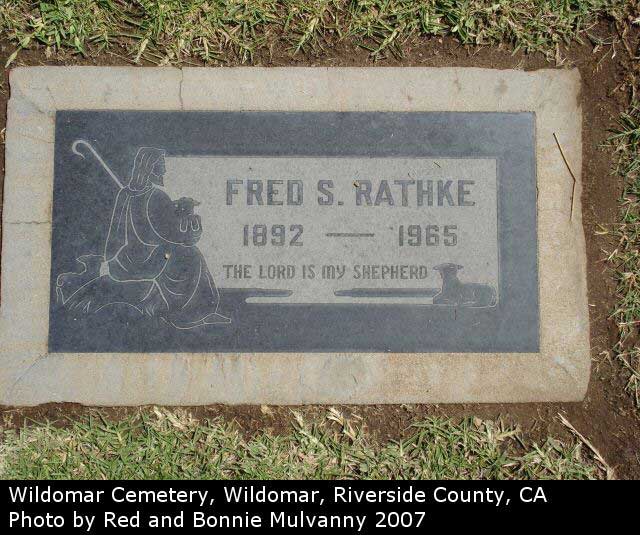 FRED S. RATHKE
1892 — 1965
THE LORD IS MY SHEPHERD
Wildomar Cemetery, Wildomar, Riverside County, CA
Photo by Red and Bonnie Mulvanny 2007